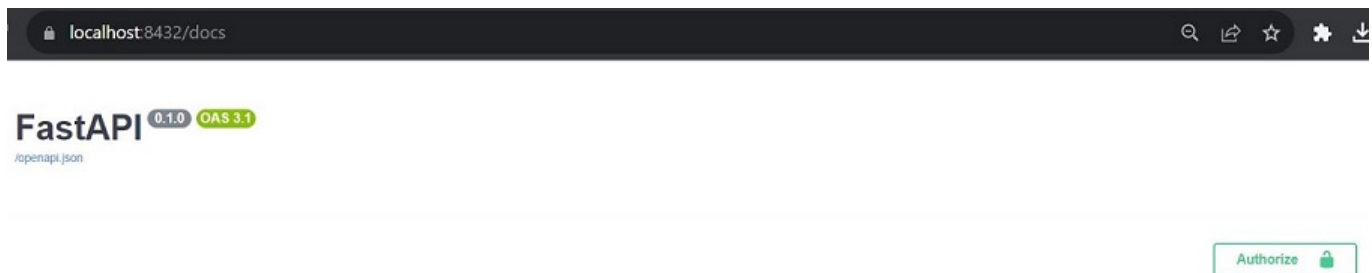 localhost:8432/docs
FastAPI 0.1.0 OAS 3.1
/openapi.json
Authorize